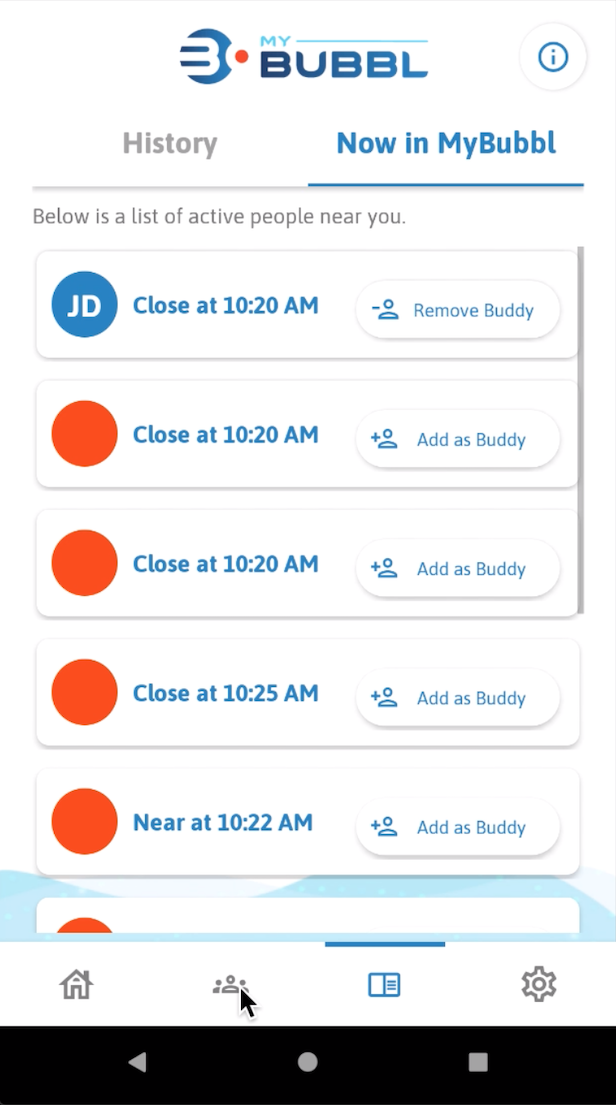 MY
BUBBL
History
Now in MyBubbl
Below is a list of active people near you.
JD
Close at 10:20 AM
Remove Buddy
Close at 10:20 AM
Add as Buddy
Close at 10:20 AM
Add as Buddy
Close at 10:25 AM
Add as Buddy
Near at 10:22 AM
Add as Buddy